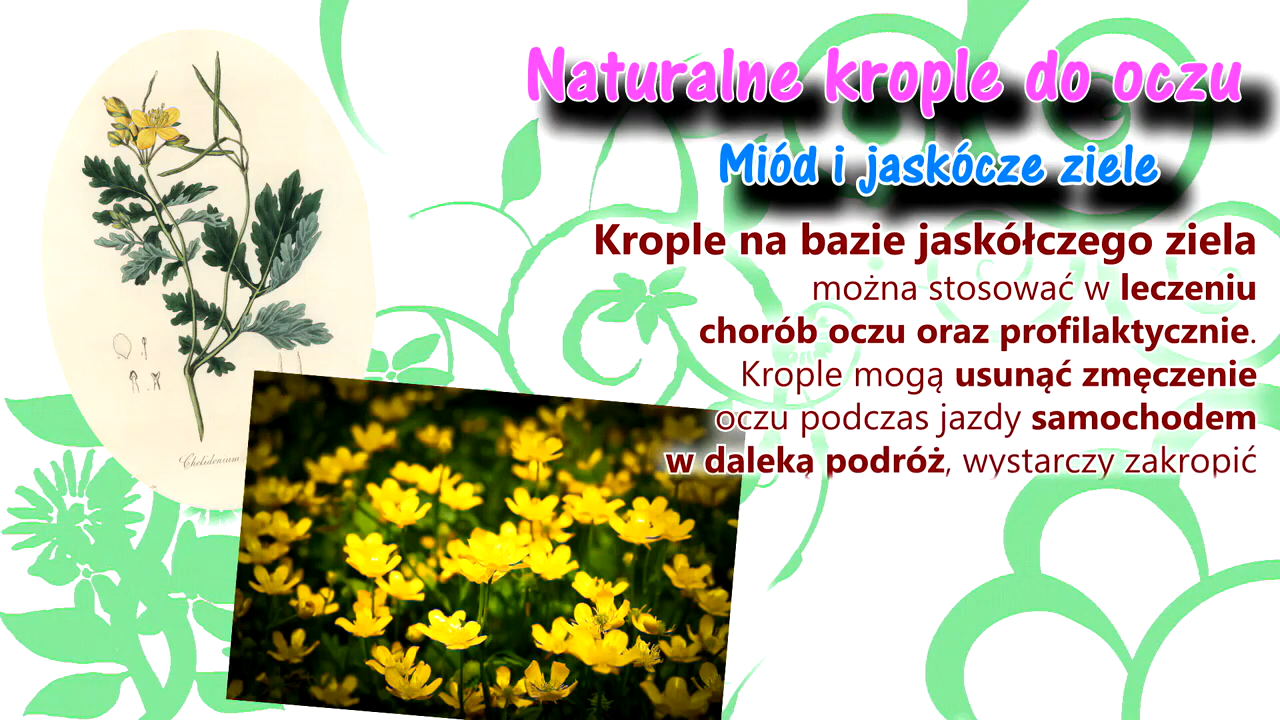 Naturalne krople do oczu
Miód i jaskócze ziele
Krople na bazie jaskółczego ziela
można stosować w leczeniu
chorób oczu oraz profilaktycznie.
Krople mogą usunąć zmęczenie
oczu podczas jazdy samochodem
w daleką podróż, wystarczy zakropić
Chelidonium